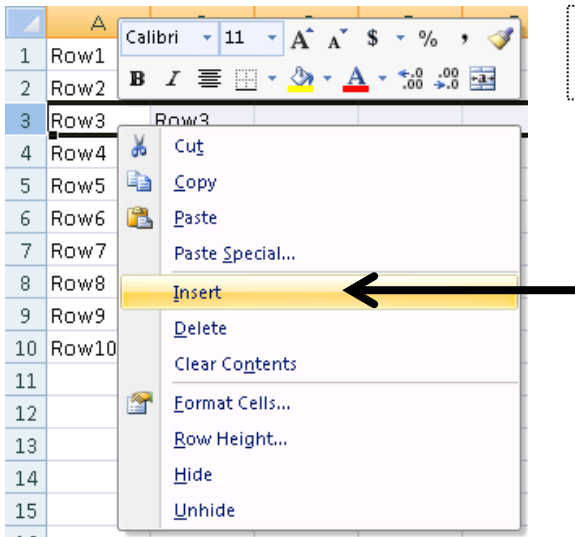 A
Calibri 11 A A $ % ,
B I A .0 .00 .00 .0 a
1 Row1
2 Row2
3 Row3 Row3
4 Row4
5 Row5
6 Row6
7 Row7
8 Row8
9 Row9
10 Row10
11
12
13
14
15
Cut
Copy
Paste
Paste Special...
Insert
Delete
Clear Contents
Format Cells...
Row Height...
Hide
Unhide